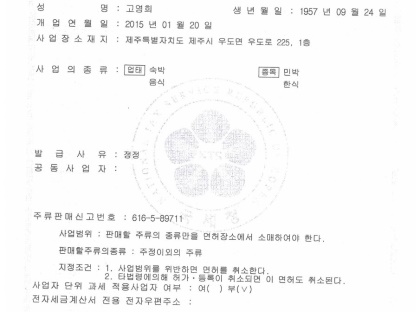 성 명 : 고영희 생 년 월 일 : 1957 년 09 월 24 일
개 업 연 월 일 : 2015 년 01 월 20 일
사 업 장 소 재 지 : 제주특별자치도 제주시 우도면 우도로 225, 1층
사 업 의 종 류 : 업태 숙박 종목 민박
음식 한식
NATIONAL TAX SERVICE REPUBLIC OF KOREA
국세청
발 급 사 유 : 정정
공 동 사 업 자 :
주류판매신고번호 : 616-5-89711
사업범위 : 판매할 주류의 종류만을 면허장소에서 소매하여야 한다.
판매할주류의종류 : 주정이외의 주류
지정조건 : 1. 사업범위를 위반하면 면허를 취소한다.
2. 타법령에의해 허가·등록이 취소되면 이 면허도 취소된다.
사업자 단위 과세 적용사업자 여부 : 여( ) 부(v)
전자세금계산서 전용 전자우편주소 :